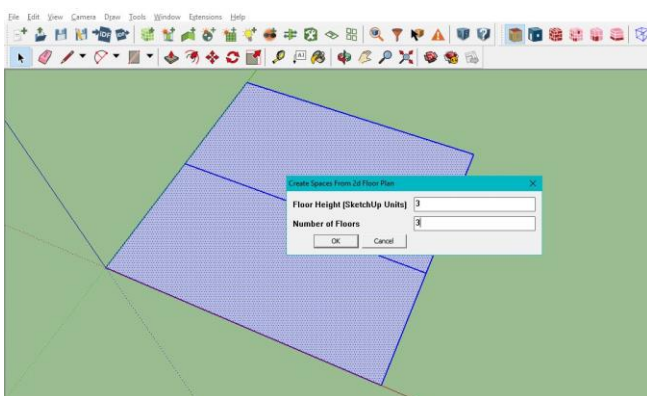 File Edit View Camera Draw Tools Window Extensions Help
Create Spaces From 2d Floor Plan
Floor Height (SketchUp Units) 3
Number of Floors 3
OK Cancel